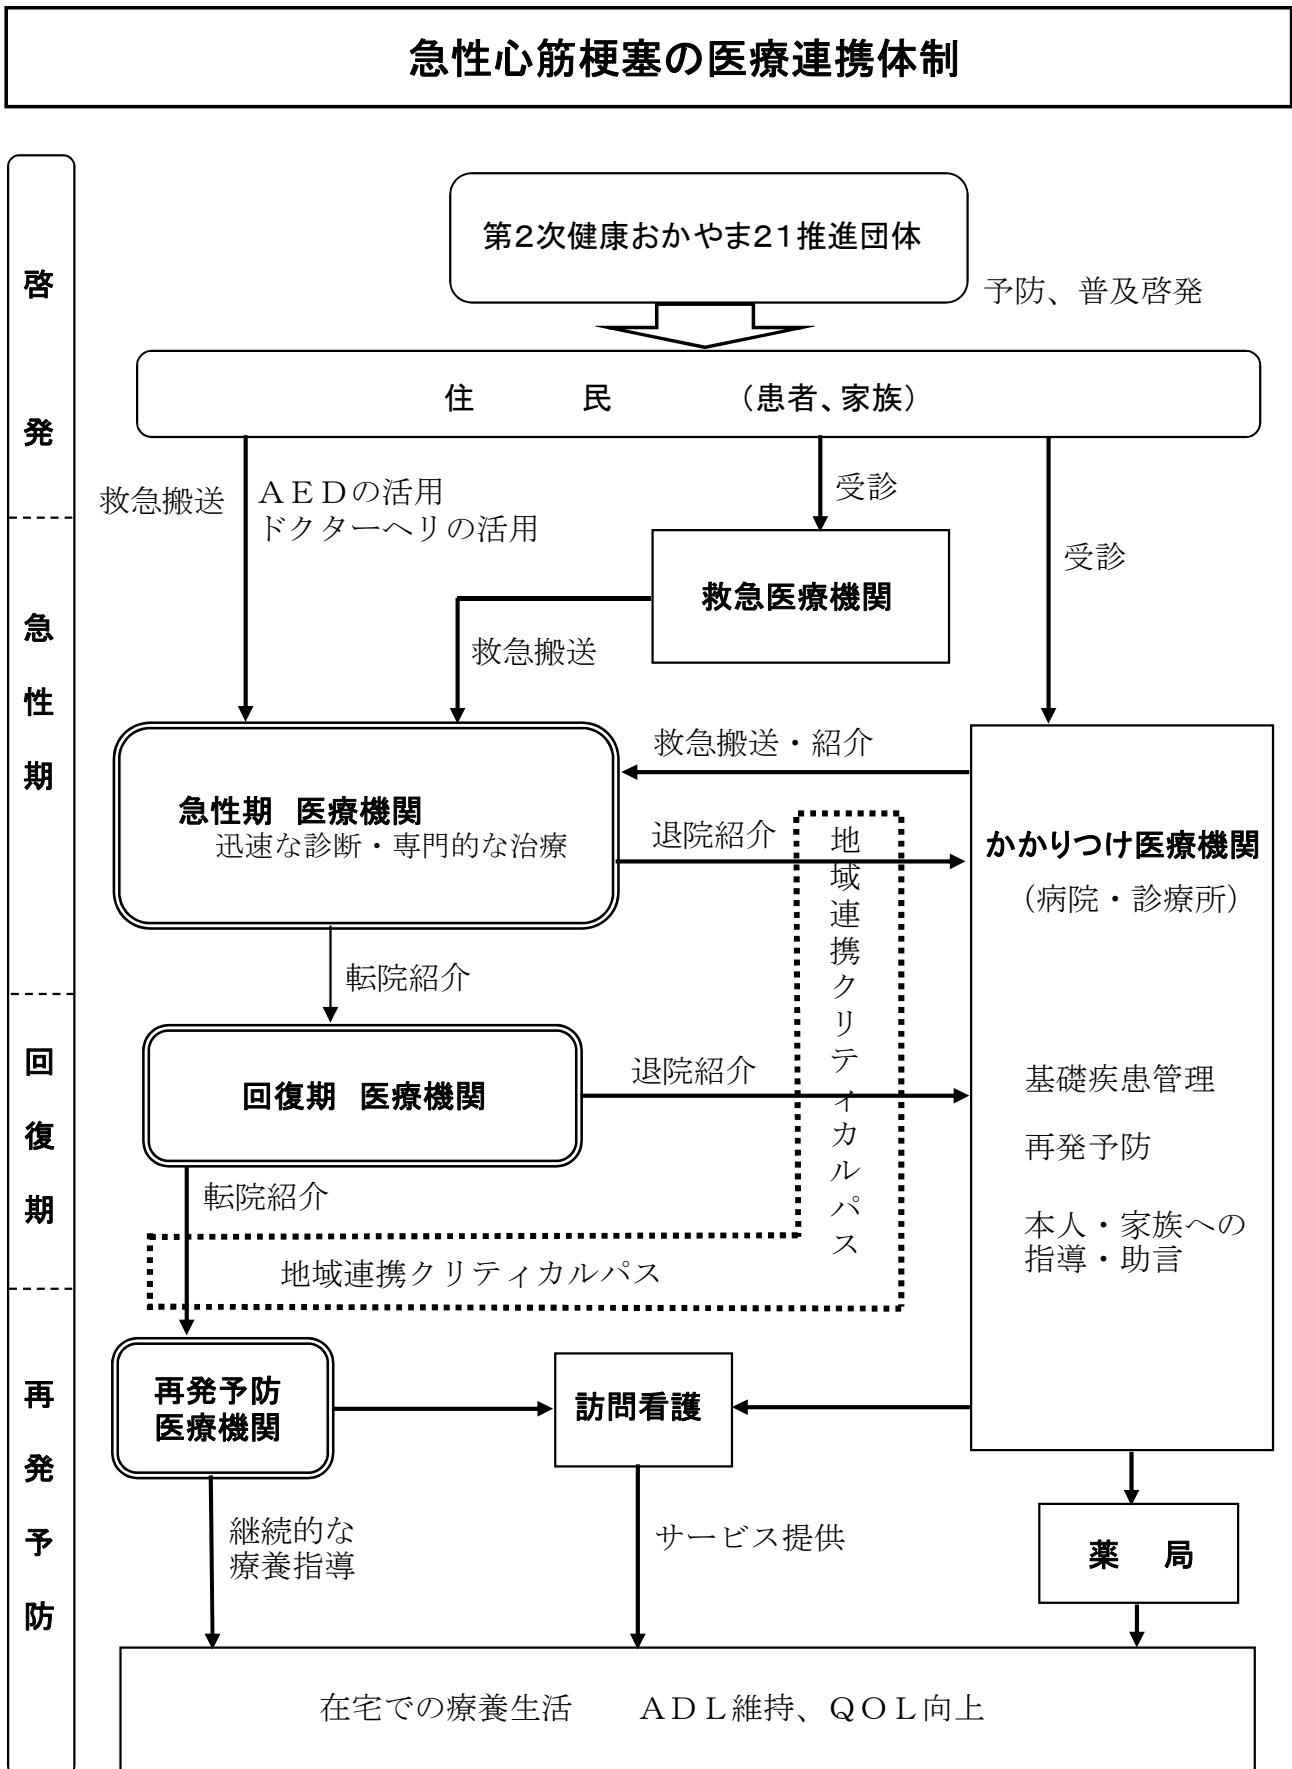 急性心筋梗塞の医療連携体制
啓発
第2次健康おかやま21推進団体
予防、普及啓発
住　民　（患者、家族）
救急搬送
AEDの活用
ドクターヘリの活用
受診
受診
急性期
救急医療機関
救急搬送
救急搬送・紹介
急性期　医療機関
迅速な診断・専門的な治療
退院紹介
地域連携クリティカルパス
かかりつけ医療機関
（病院・診療所）
転院紹介
回復期
回復期　医療機関
退院紹介
基礎疾患管理
再発予防
本人・家族への
指導・助言
転院紹介
地域連携クリティカルパス
再発予防
再発予防
医療機関
訪問看護
継続的な
療養指導
サービス提供
薬　局
在宅での療養生活　ADL維持、QOL向上